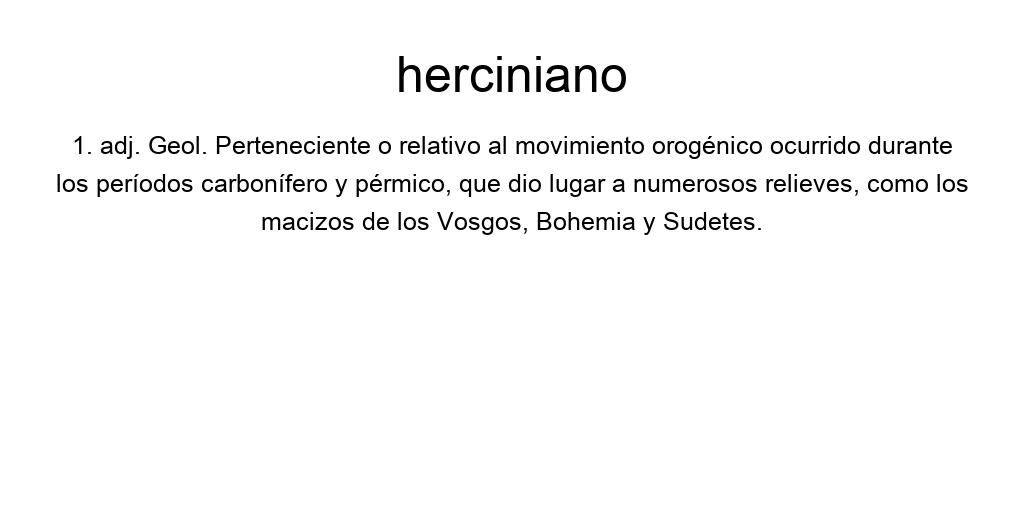 herciniano
1. adj. Geol. Perteneciente o relativo al movimiento orogénico ocurrido durante
los períodos carbonífero y pérmico, que dio lugar a numerosos relieves, como los
macizos de los Vosgos, Bohemia y Sudetes.